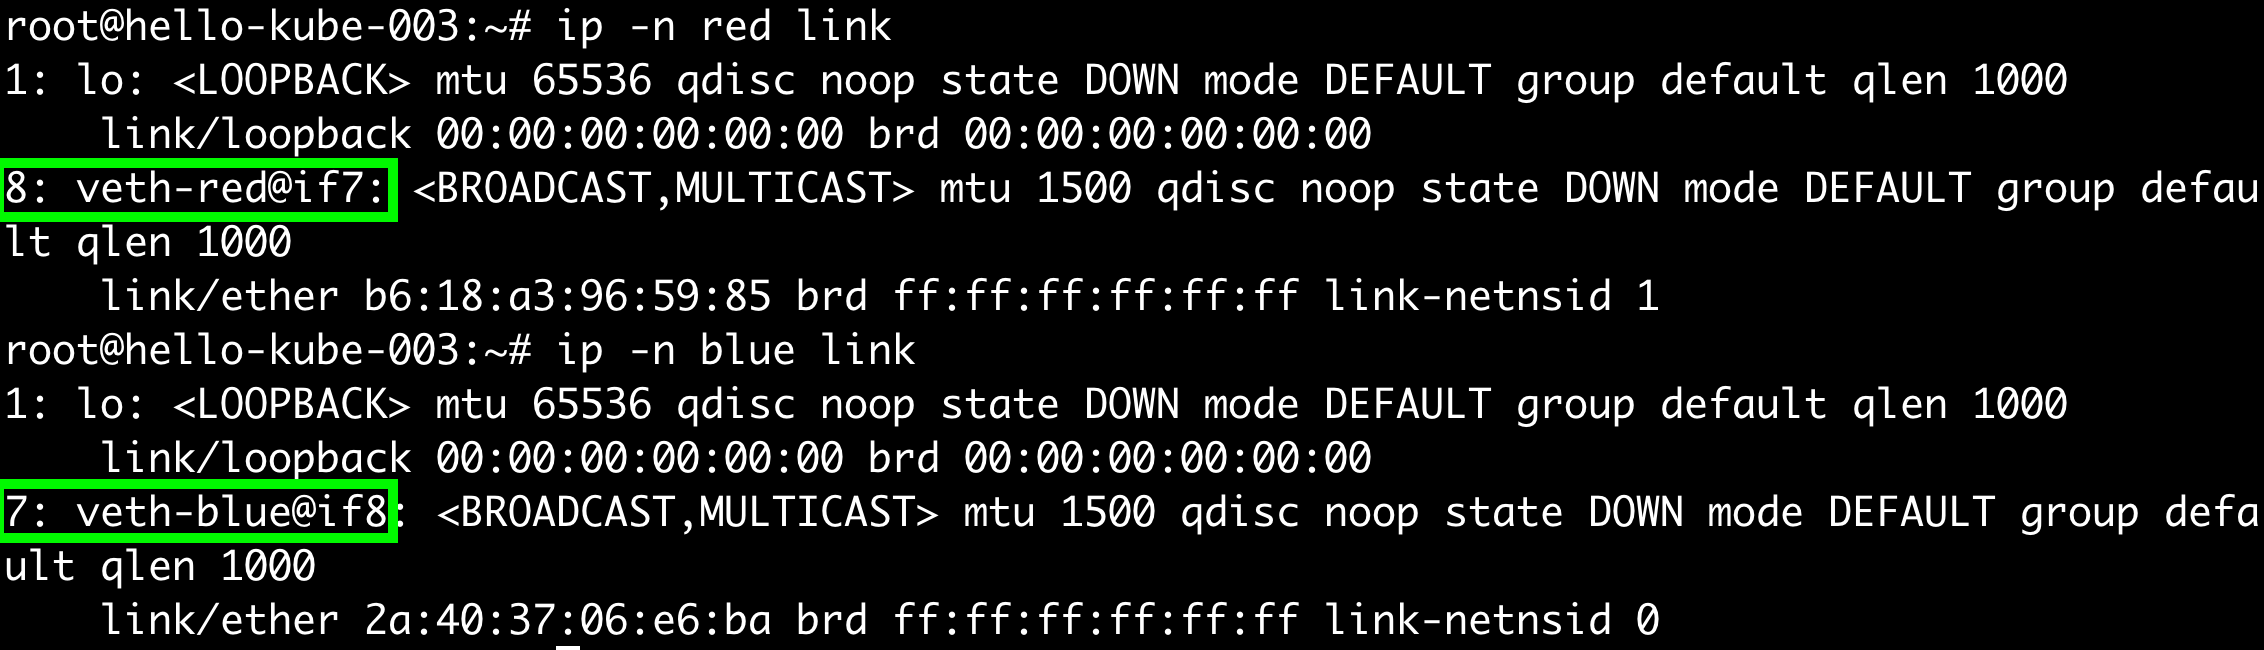 root@hello-kube-003:~# ip -n red link
1: lo: <LOOPBACK> mtu 65536 qdisc noop state DOWN mode DEFAULT group default qlen 1000
    link/loopback 00:00:00:00:00:00 brd 00:00:00:00:00:00
8: veth-red@if7: <BROADCAST,MULTICAST> mtu 1500 qdisc noop state DOWN mode DEFAULT group defau
lt qlen 1000
    link/ether b6:18:a3:96:59:85 brd ff:ff:ff:ff:ff:ff link-netnsid 1
root@hello-kube-003:~# ip -n blue link
1: lo: <LOOPBACK> mtu 65536 qdisc noop state DOWN mode DEFAULT group default qlen 1000
    link/loopback 00:00:00:00:00:00 brd 00:00:00:00:00:00
7: veth-blue@if8: <BROADCAST,MULTICAST> mtu 1500 qdisc noop state DOWN mode DEFAULT group defa
ult qlen 1000
    link/ether 2a:40:37:06:e6:ba brd ff:ff:ff:ff:ff:ff link-netnsid 0